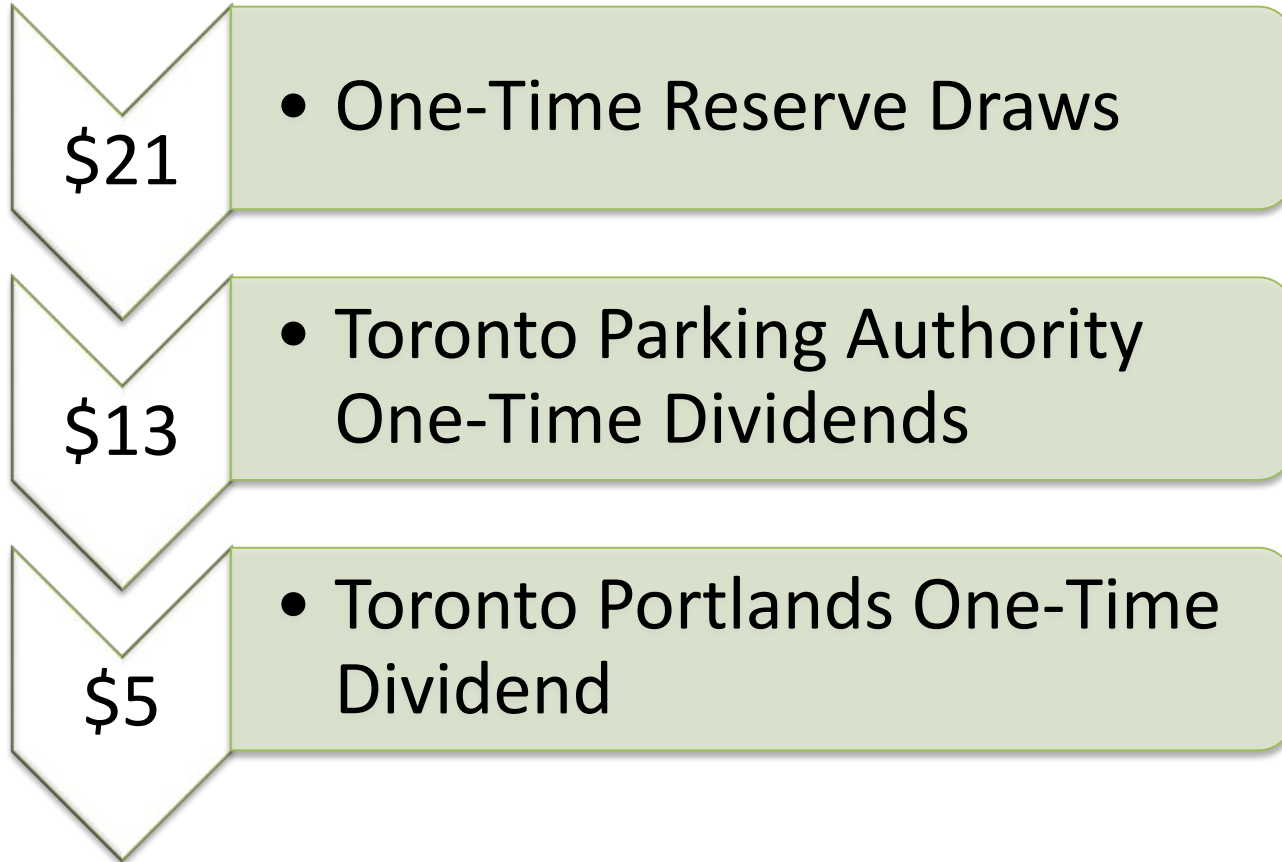 $21
• One-Time Reserve Draws
$13
• Toronto Parking Authority
One-Time Dividends
$5
• Toronto Portlands One-Time
Dividend